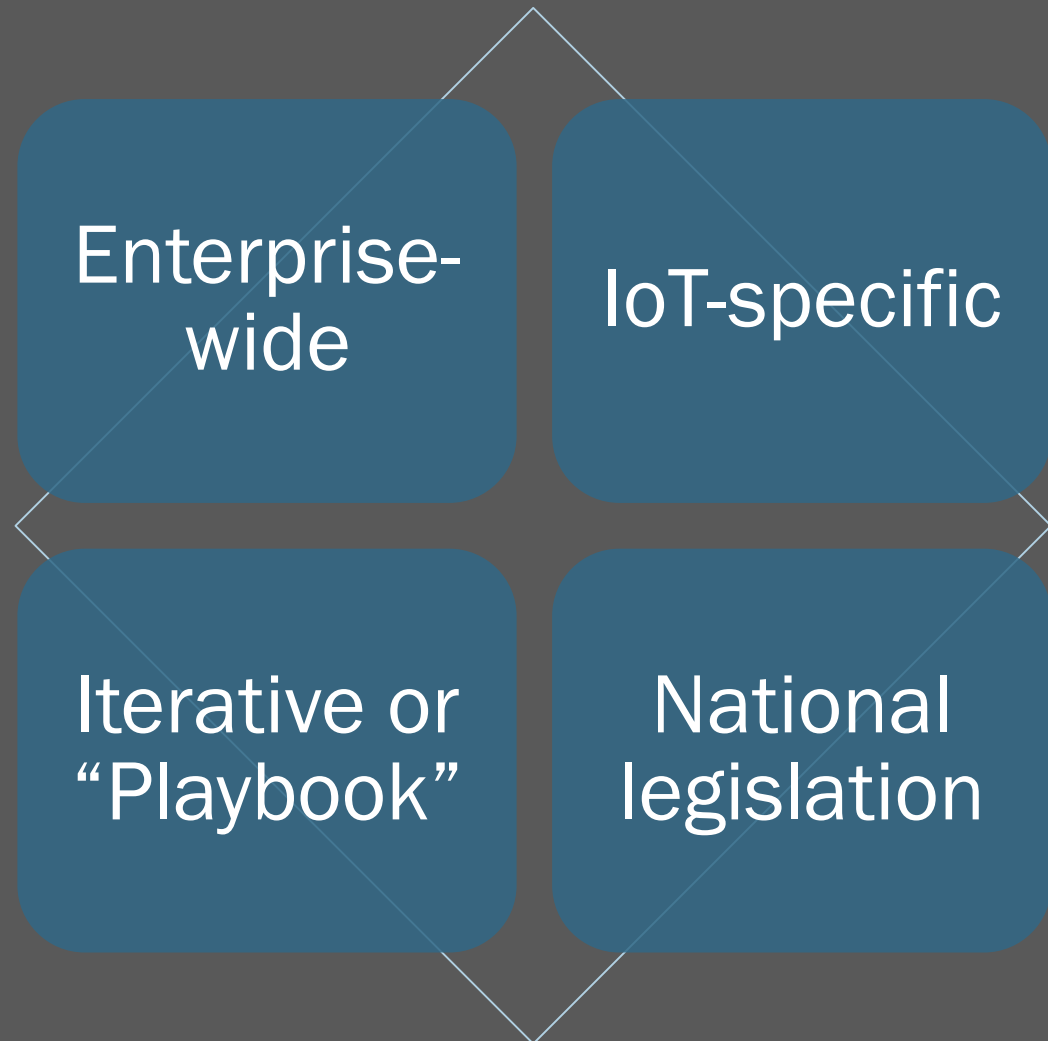 Enterprise-
wide
IoT-specific
Iterative or
“Playbook”
National
legislation